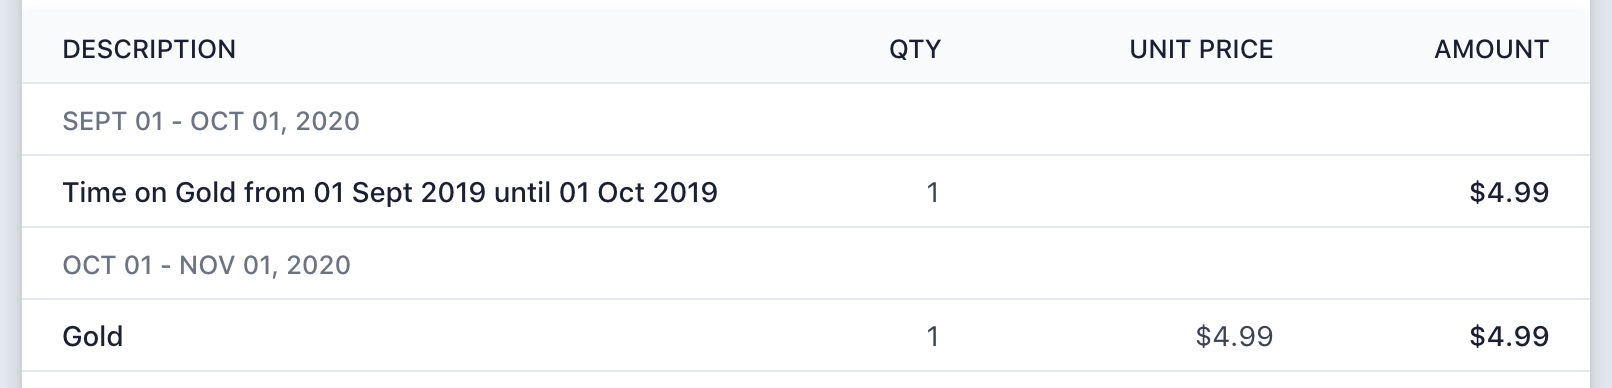 DESCRIPTION QTY UNIT PRICE AMOUNT
SEPT 01 - OCT 01, 2020
Time on Gold from 01 Sept 2019 until 01 Oct 2019 1 $4.99
OCT 01 - NOV 01, 2020
Gold 1 $4.99 $4.99